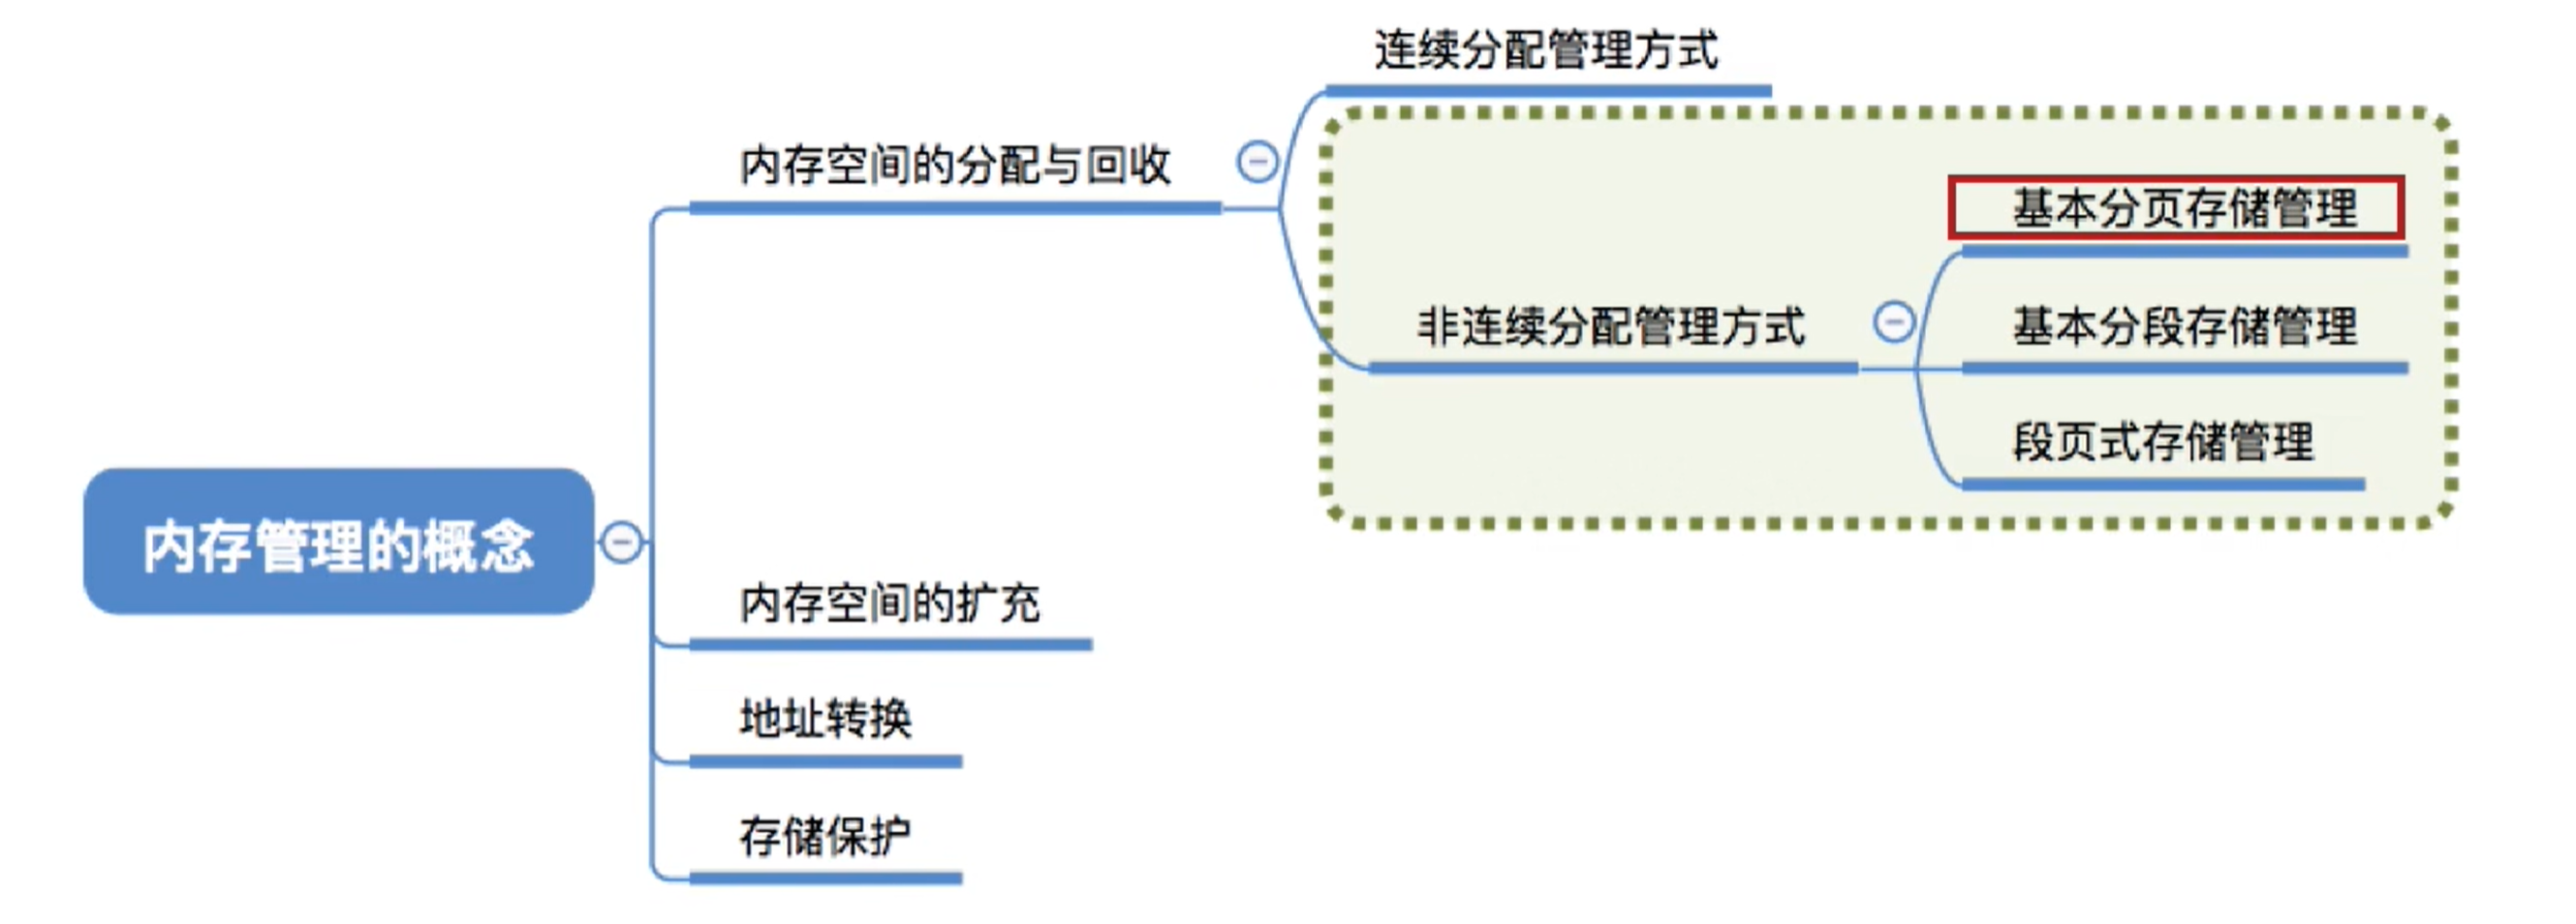 连续分配管理方式
内存空间的分配与回收
基本分页存储管理
非连续分配管理方式
基本分段存储管理
段页式存储管理
内存管理的概念
内存空间的扩充
地址转换
存储保护